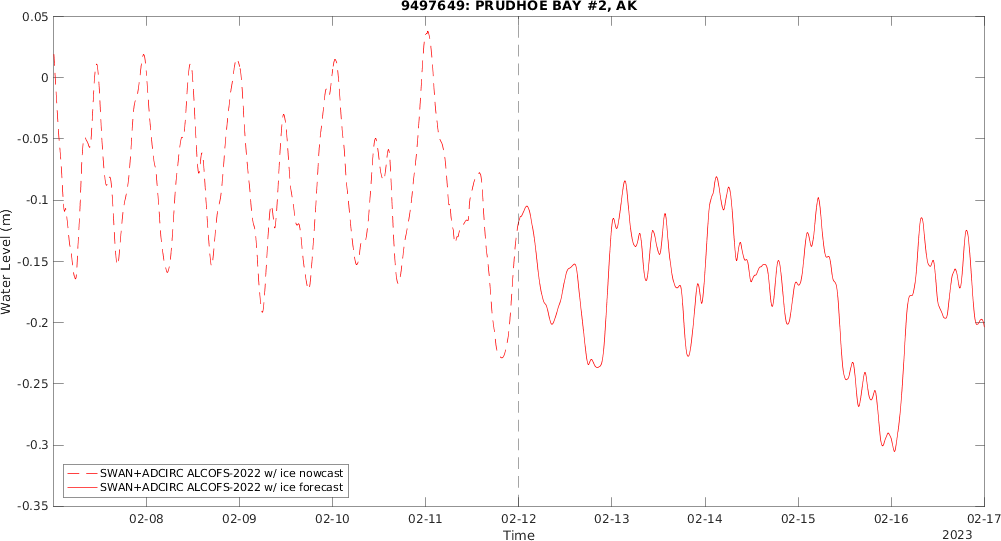 9497649: PRUDHOE BAY #2, AK
Water Level (m)
0.05
0
-0.05
-0.1
-0.15
-0.2
-0.25
-0.3
-0.35
SWAN+ADCIRC ALCOFS-2022 w/ ice nowcast
SWAN+ADCIRC ALCOFS-2022 w/ ice forecast
02-08 02-09 02-10 02-11 02-12 02-13 02-14 02-15 02-16 02-17
Time
2023